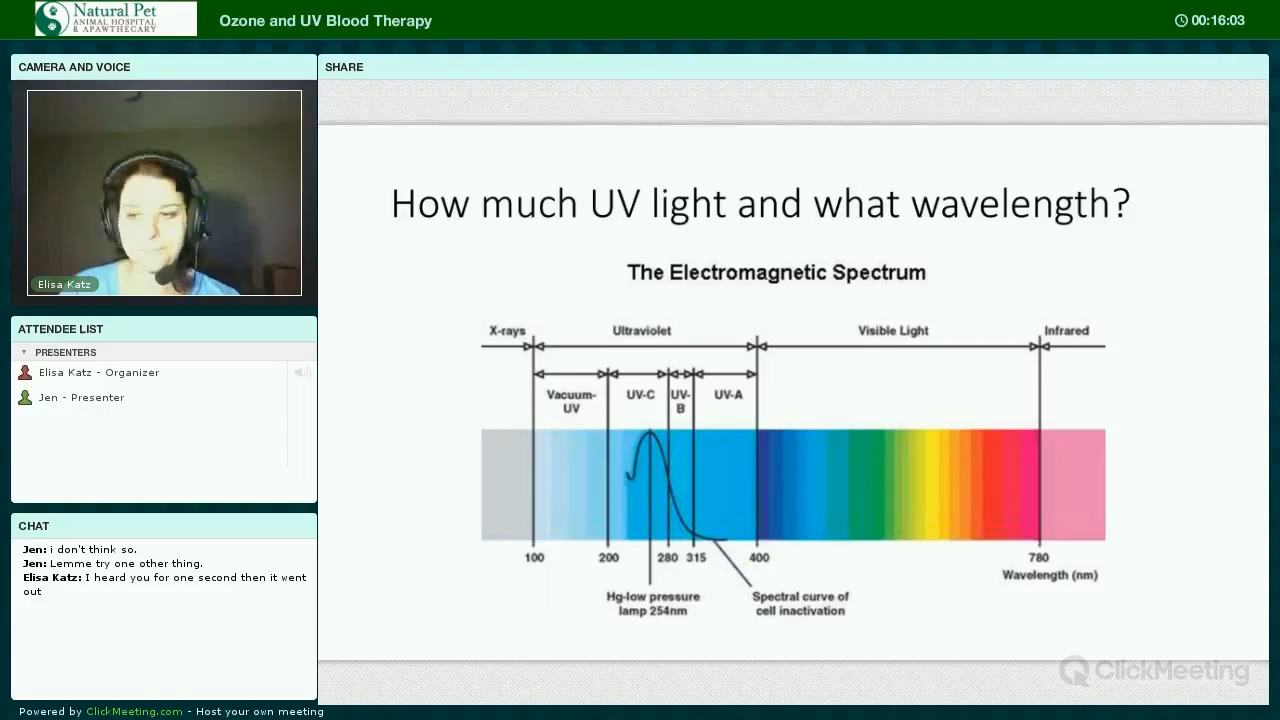 Natural Pet
ANIMAL HOSPITAL
& APAWTHECARY
Ozone and UV Blood Therapy
00:16:03
CAMERA AND VOICE
Elisa Katz
ATTENDEE LIST
PRESENTERS
Elisa Katz - Organizer
Jen - Presenter
CHAT
Jen: i don't think so.
Jen: Lemme try one other thing.
Elisa Katz: I heard you for one second then it went
out
SHARE
How much UV light and what wavelength?
The Electromagnetic Spectrum
X-rays Ultraviolet Visible Light Infrared
Vacuum-
UV
UV-C
UV-
B
UV-A
100 200 280 315 400 780
Wavelength (nm)
Hg-low pressure
lamp 254nm
Spectral curve of
cell inactivation
ClickMeeting
Powered by ClickMeeting.com - Host your own meeting